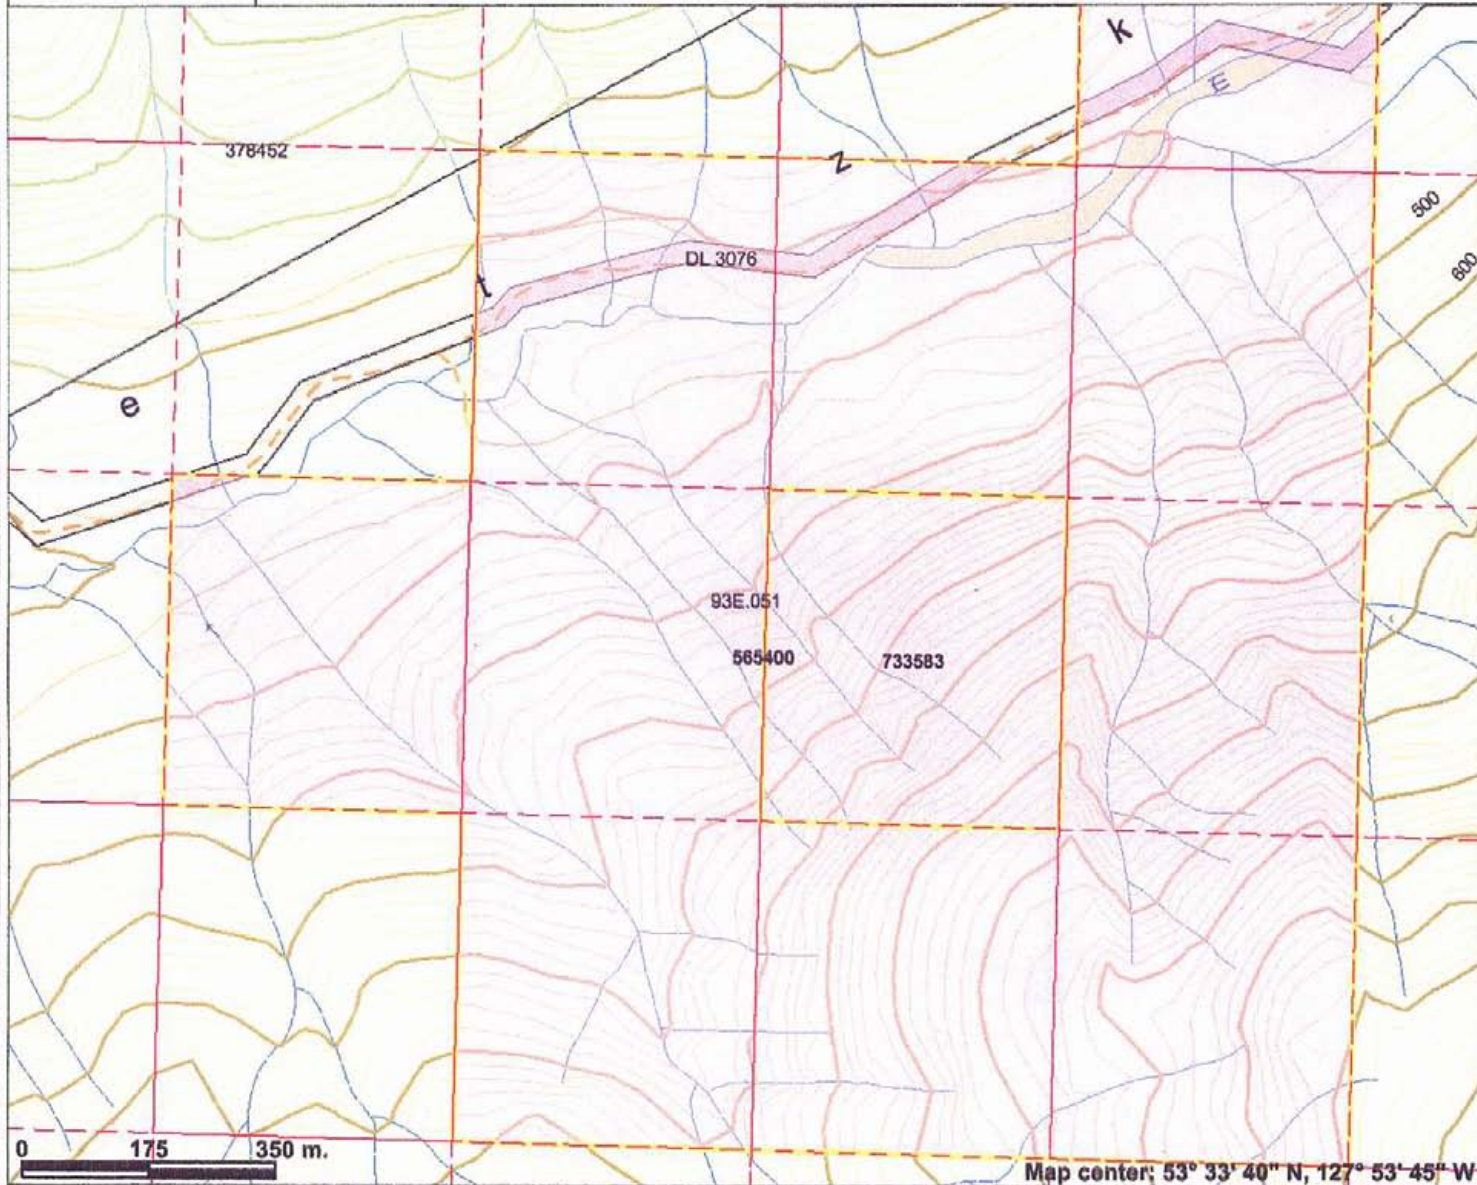 k
E
378452
z
500
DL 3076
600
t
e
93E.051
565400
733583
0 175 350 m.
Map center: 53° 33' 40" N, 127° 53' 45" W